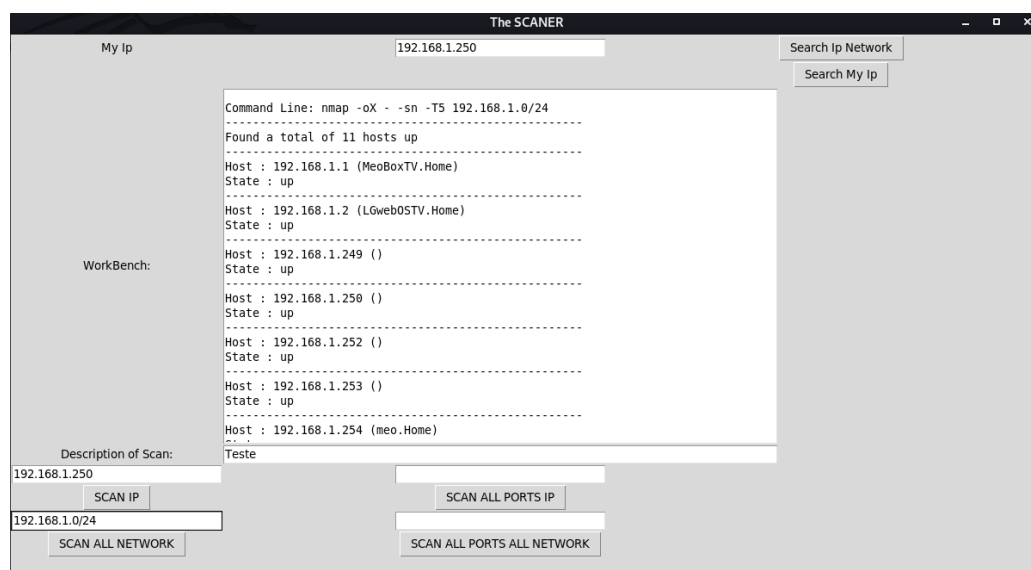 The SCANER
My Ip
192.168.1.250
Search Ip Network
Search My Ip
WorkBench:
Command Line: nmap -oX - -sn -T5 192.168.1.0/24
---------------------------------------------------
Found a total of 11 hosts up
---------------------------------------------------
Host : 192.168.1.1 (MeoBoxTV.Home)
State : up
---------------------------------------------------
Host : 192.168.1.2 (LGwebOSTV.Home)
State : up
---------------------------------------------------
Host : 192.168.1.249 ()
State : up
---------------------------------------------------
Host : 192.168.1.250 ()
State : up
---------------------------------------------------
Host : 192.168.1.252 ()
State : up
---------------------------------------------------
Host : 192.168.1.253 ()
State : up
---------------------------------------------------
Host : 192.168.1.254 (meo.Home)
Description of Scan:
Teste
192.168.1.250
SCAN IP
SCAN ALL PORTS IP
192.168.1.0/24
SCAN ALL NETWORK
SCAN ALL PORTS ALL NETWORK